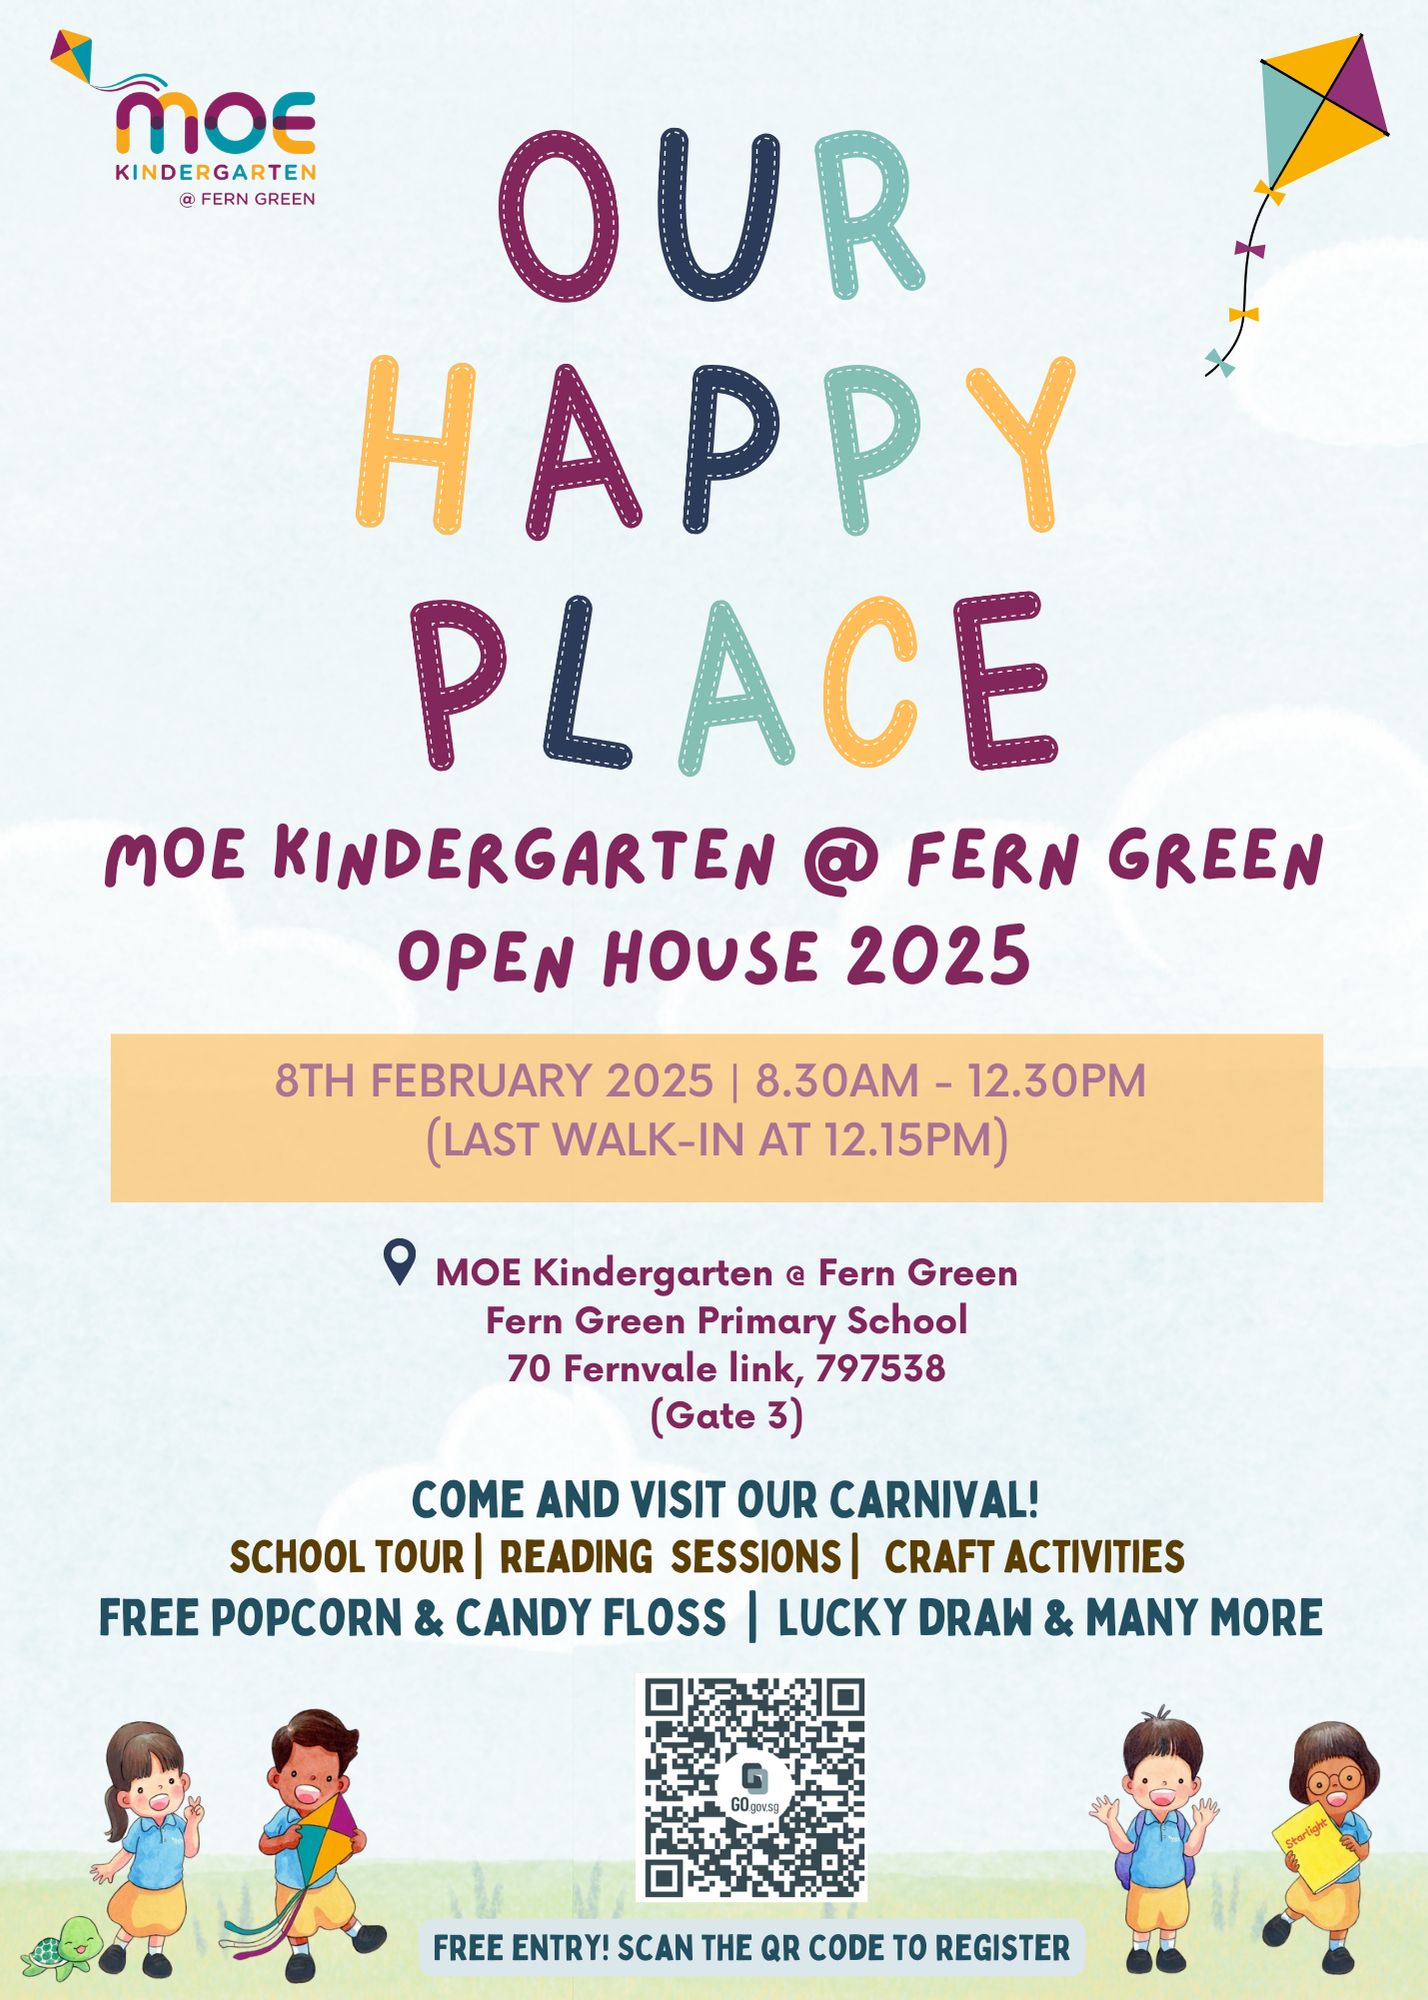 MOE
KINDERGARTEN
@ FERN GREEN
OUR
HAPPY
PLACE
MOE KINDERGARTEN @ FERN GREEN
OPEN HOUSE 2025
8TH FEBRUARY 2025 | 8.30AM - 12.30PM
(LAST WALK-IN AT 12.15PM)
MOE Kindergarten @ Fern Green
Fern Green Primary School
70 Fernvale link, 797538
(Gate 3)
COME AND VISIT OUR CARNIVAL!
SCHOOL TOUR | READING SESSIONS | CRAFT ACTIVITIES
FREE POPCORN & CANDY FLOSS | LUCKY DRAW & MANY MORE
GO gov.sg
Starlight
FREE ENTRY! SCAN THE QR CODE TO REGISTER